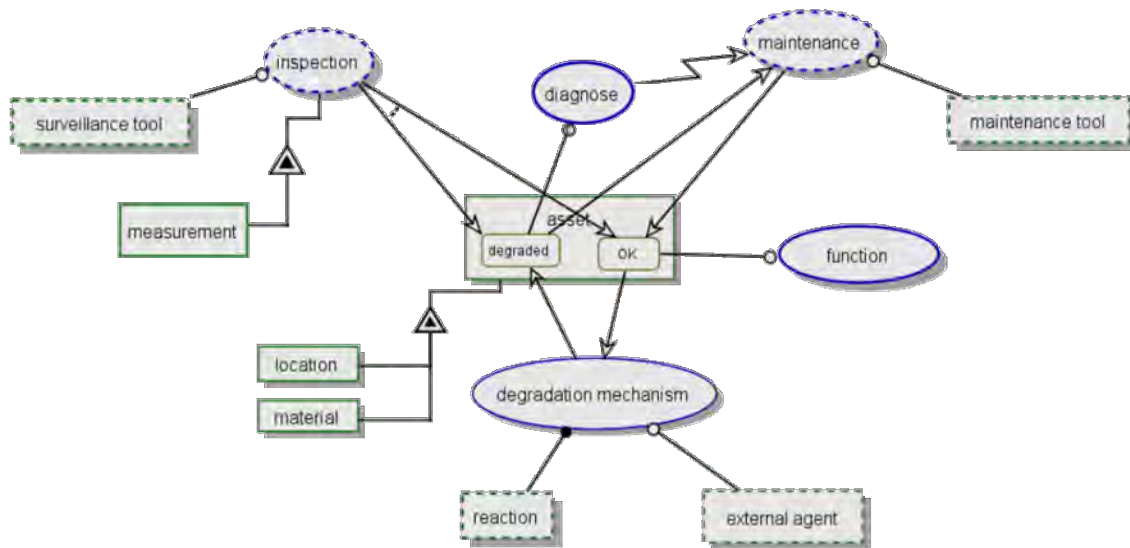 maintenance
inspection
diagnose
surveillance tool
maintenance tool
asset
measurement
degraded
OK
function
location
degradation mechanism
material
reaction
external agent